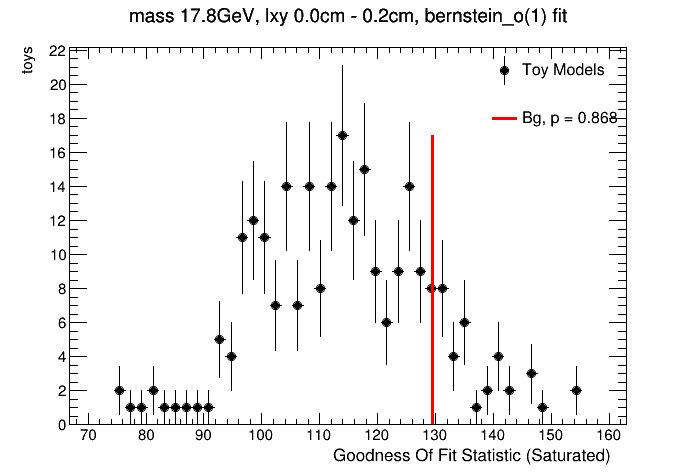 mass 17.8GeV, lxy 0.0cm - 0.2cm, bernstein_o(1) fit
toys
22
20
18
16
14
12
10
8
6
4
2
0
Toy Models
Bg, p = 0.868
70 80 90 100 110 120 130 140 150 160
Goodness Of Fit Statistic (Saturated)